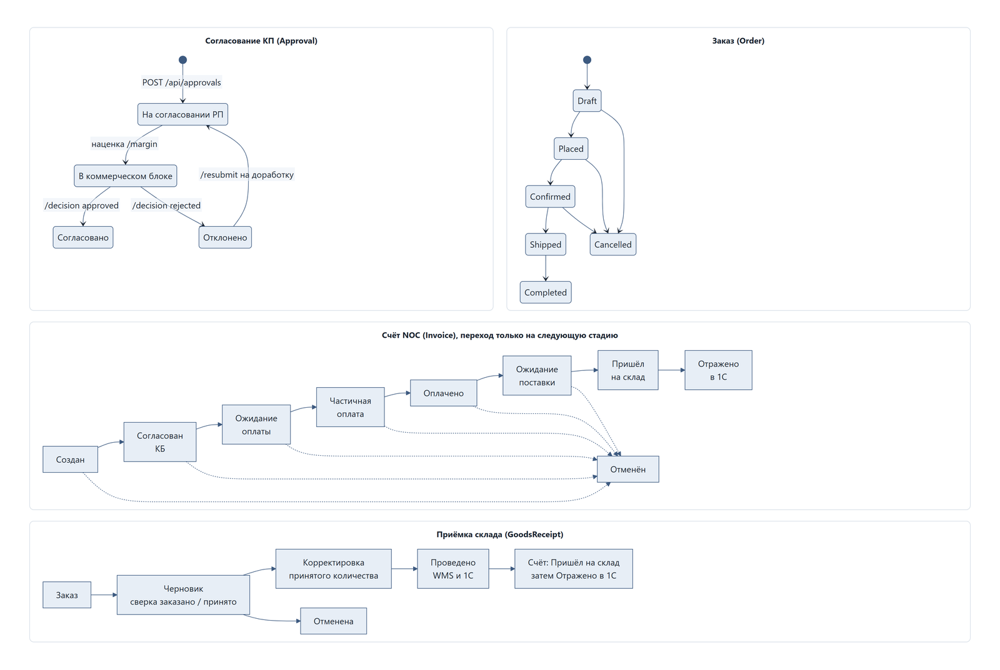 Согласование КП (Approval)
POST /api/approvals
На согласовании РП
наценка /margin
/resubmit на доработку
В коммерческом блоке
/decision approved
/decision rejected
Согласовано
Отклонено
Заказ (Order)
Draft
Placed
Confirmed
Shipped
Cancelled
Completed
Счёт NOC (Invoice), переход только на следующую стадию
Создан
Согласован
КБ
Ожидание
оплаты
Частичная
оплата
Оплачено
Ожидание
поставки
Пришёл
на склад
Отражено
в 1С
Отменён
Приёмка склада (GoodsReceipt)
Заказ
Черновик
сверка заказано / принято
Корректировка
принятого количества
Проведено
WMS и 1С
Счёт: Пришёл на склад
затем Отражено в 1С
Отменена